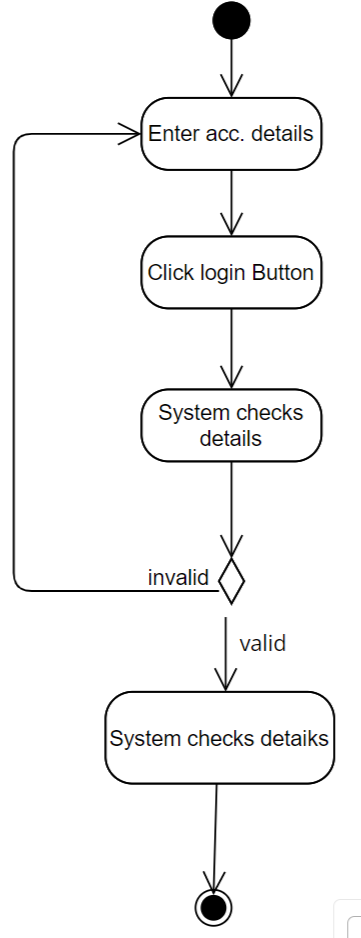 Enter acc. details
Click login Button
System checks
details
invalid
valid
System checks detaiks